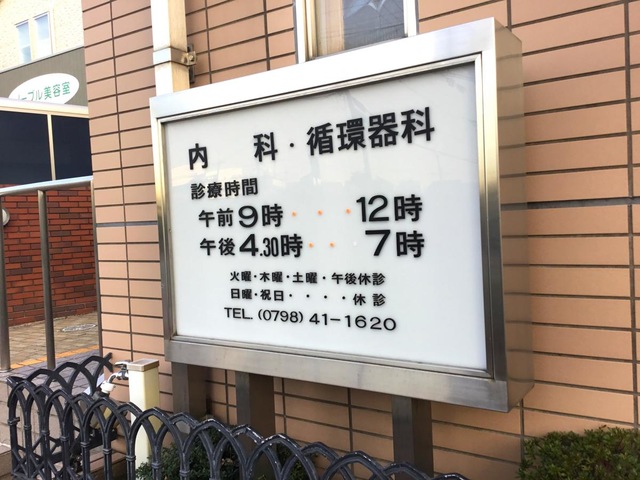 ープル美容室
内　科・循環器科
診療時間
午前9時・・・12時
午後4.30時・・7時
火曜・木曜・土曜・午後休診
日曜・祝日・・・・休診
TEL. (0798) 41-1620